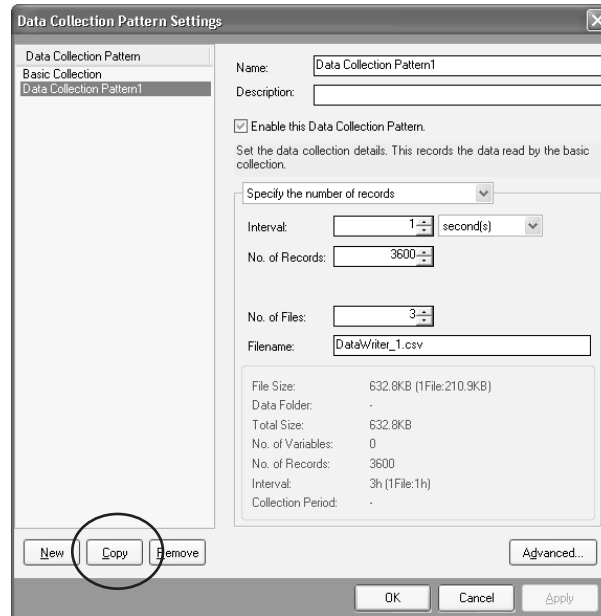 Data Collection Pattern Settings
Data Collection Pattern
Basic Collection
Data Collection Pattern1
Name: Data Collection Pattern1
Description:
Enable this Data Collection Pattern.
Set the data collection details. This records the data read by the basic
collection.
Specify the number of records
Interval: 1 second(s)
No. of Records: 3600
No. of Files: 3
Filename: DataWriter_1.csv
File Size: 632.8KB (1File:210.9KB)
Data Folder: -
Total Size: 632.8KB
No. of Variables: 0
No. of Records: 3600
Interval: 3h (1File:1h)
Collection Period: -
New Copy Remove Advanced...
OK Cancel Apply